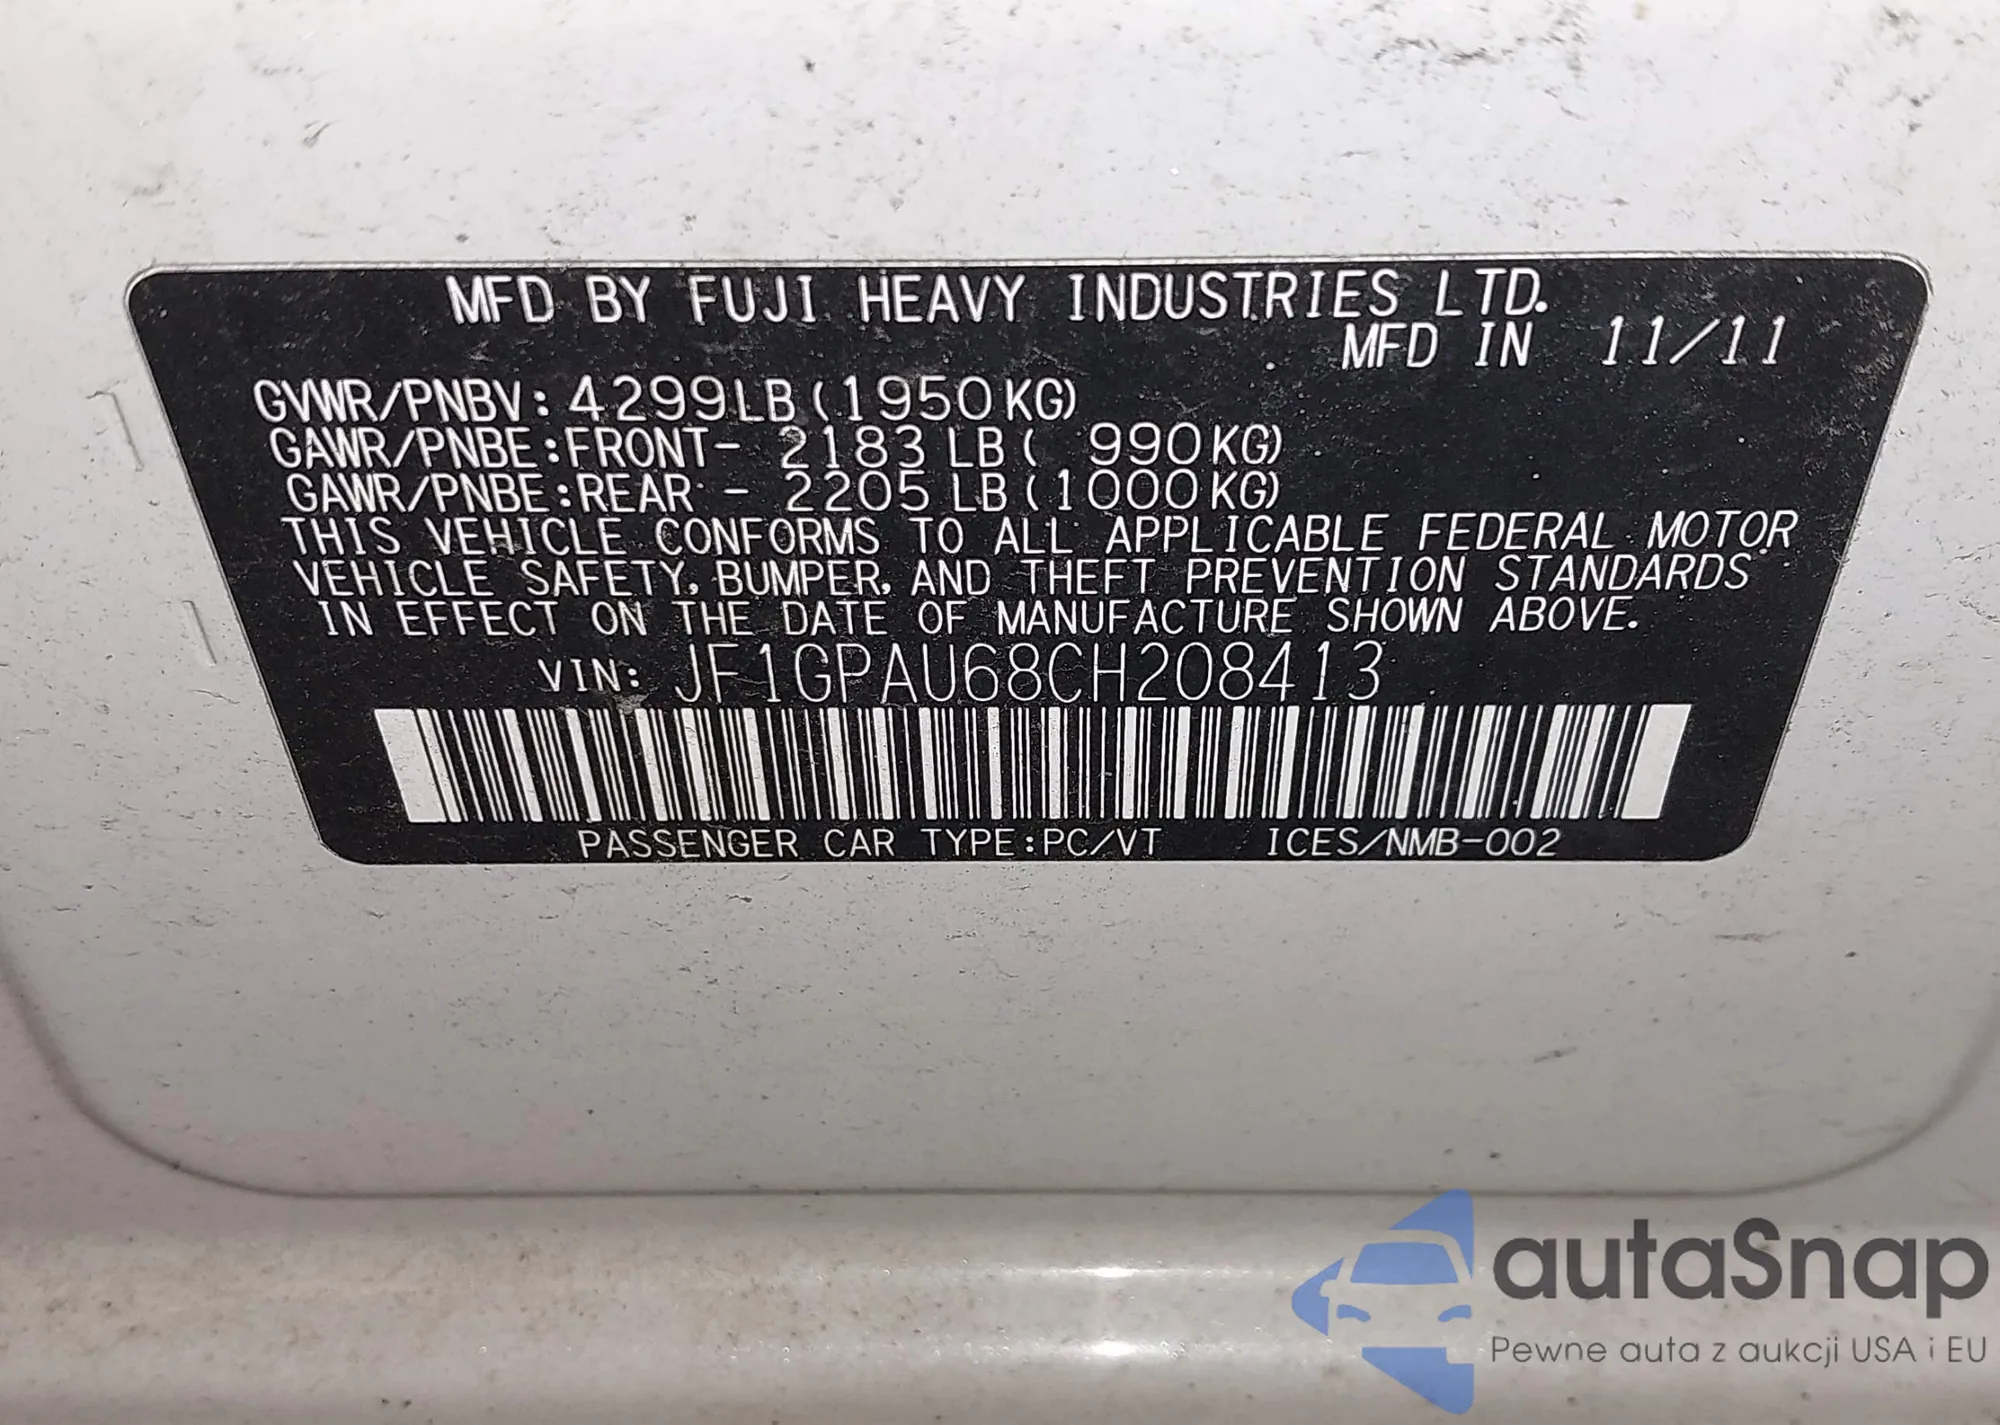 MFD BY FUJI HEAVY INDUSTRIES LTD.
MFD IN 11/11
GVWR/PNBV: 4299LB (1950KG)
GAWR/PNBE:FRONT- 2183 LB ( 990KG)
GAWR/PNBE:REAR - 2205 LB (1000KG)
THIS VEHICLE CONFORMS TO ALL APPLICABLE FEDERAL MOTOR
VEHICLE SAFETY, BUMPER, AND THEFT PREVENTION STANDARDS
IN EFFECT ON THE DATE OF MANUFACTURE SHOWN ABOVE.
VIN: JF1GPAU68CH208413
PASSENGER CAR TYPE:PC/VT ICES/NMB-002
autaSnap
Pewne auta z aukcji USA i EU